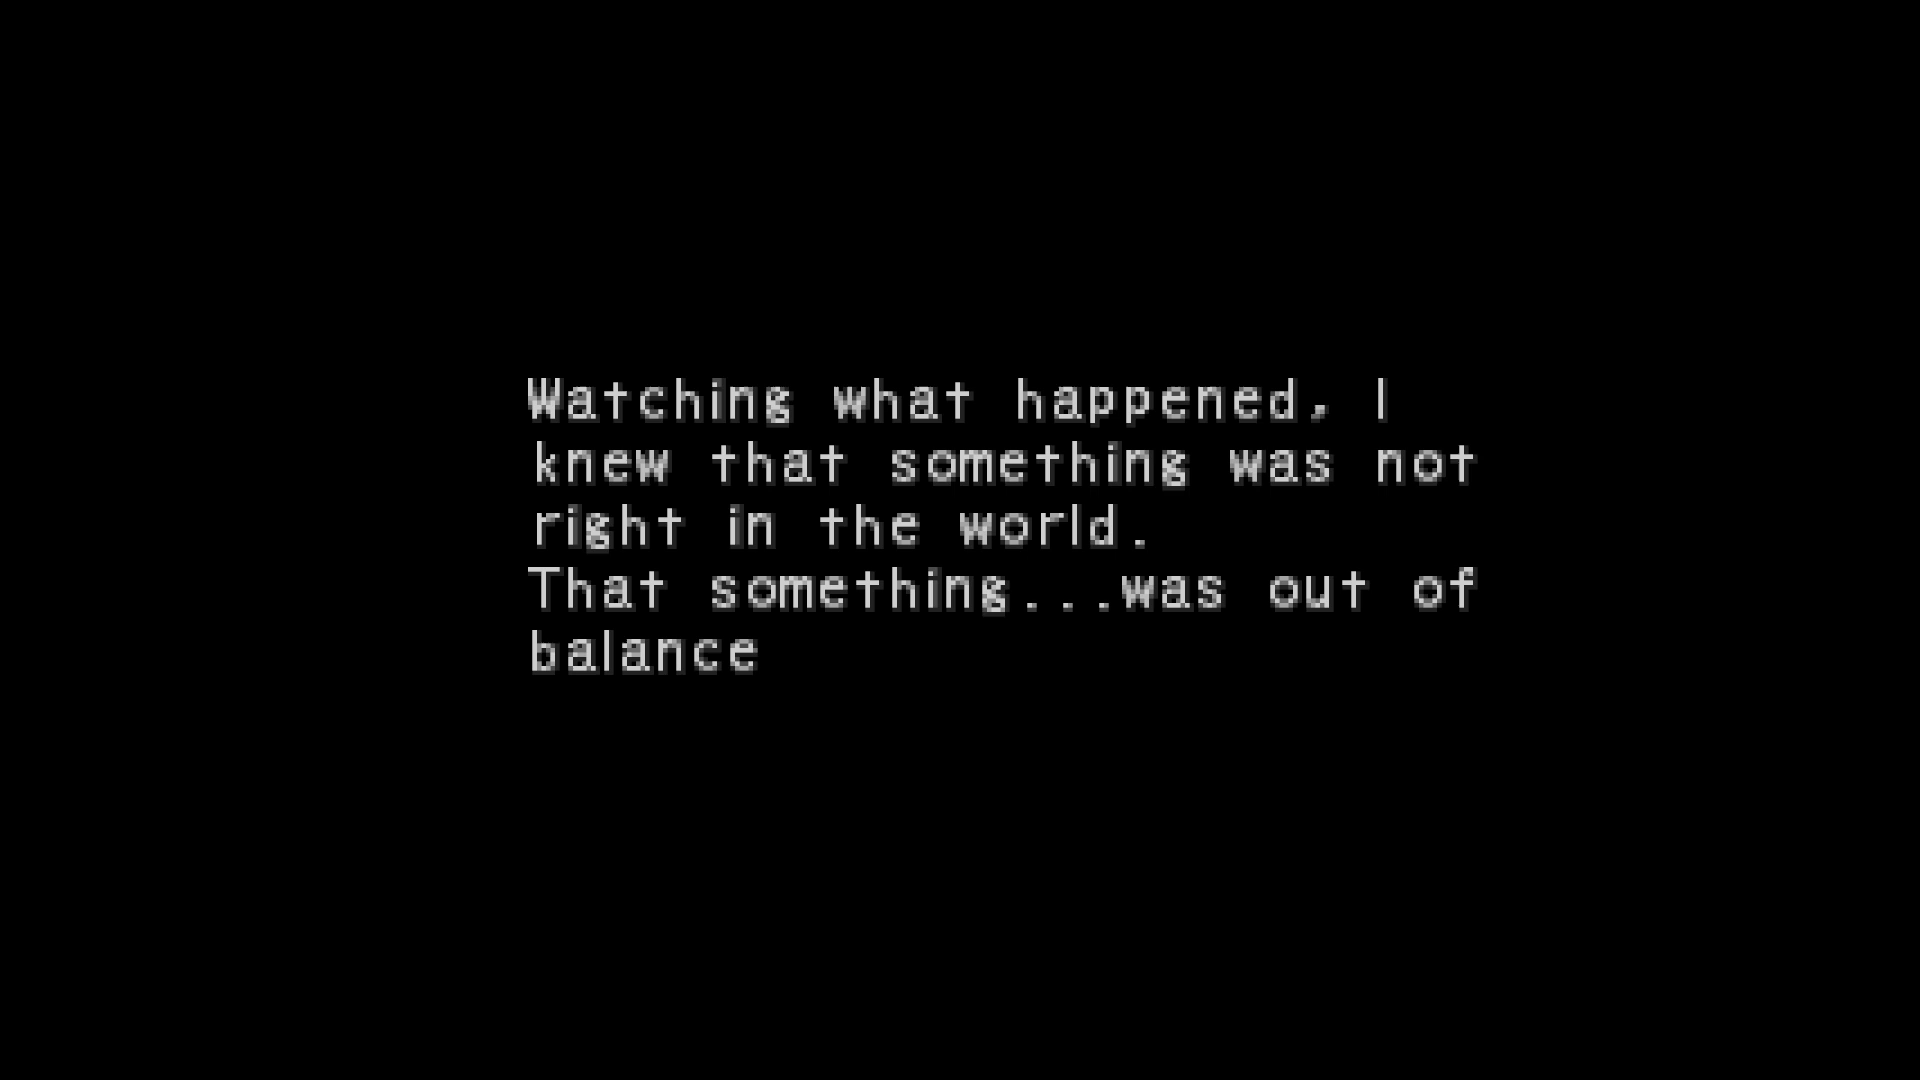 Watching what happened, I
knew that something was not
right in the world.
That something...was out of
balance